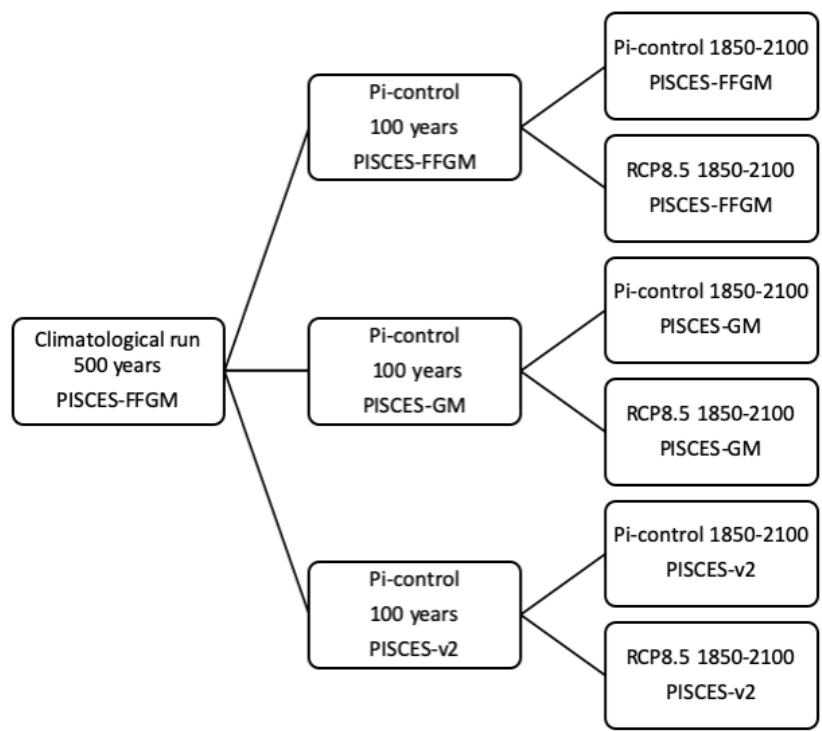 Climatological run
500 years
PISCES-FFGM
Pi-control
100 years
PISCES-FFGM
Pi-control 1850-2100
PISCES-FFGM
RCP8.5 1850-2100
PISCES-FFGM
Pi-control
100 years
PISCES-GM
Pi-control 1850-2100
PISCES-GM
RCP8.5 1850-2100
PISCES-GM
Pi-control
100 years
PISCES-v2
Pi-control 1850-2100
PISCES-v2
RCP8.5 1850-2100
PISCES-v2